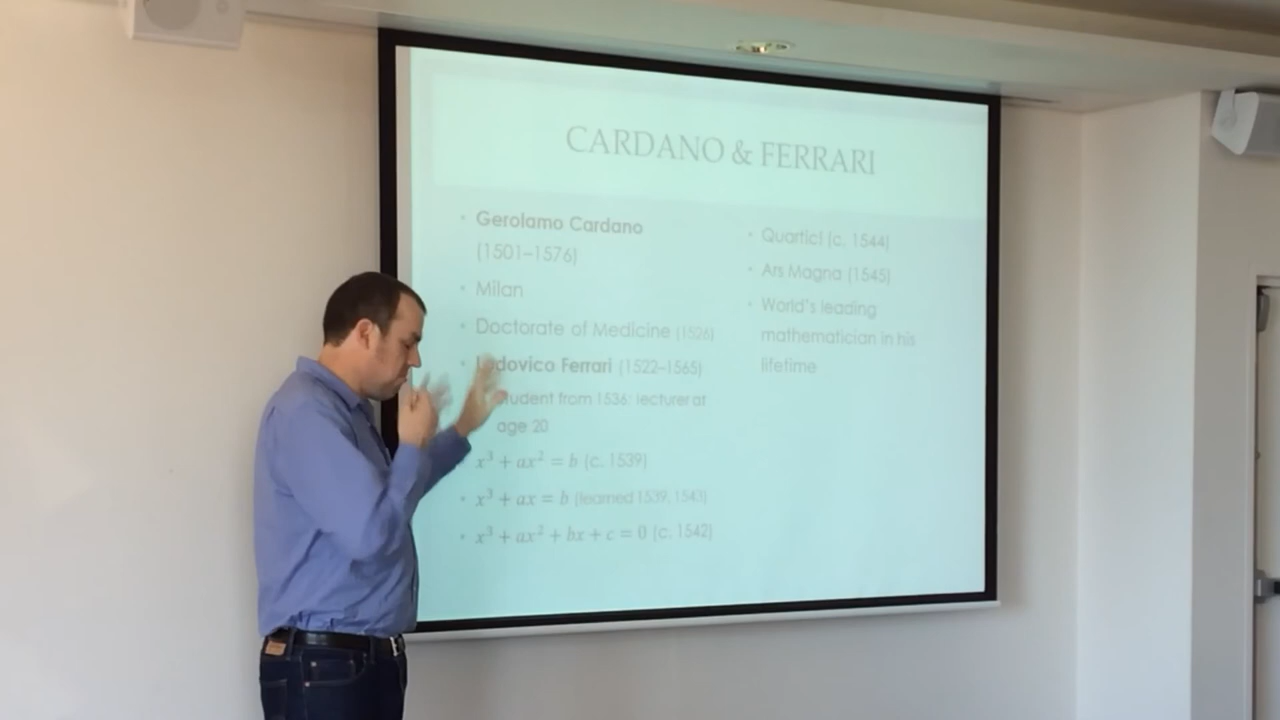 CARDANO & FERRARI
Gerolamo Cardano
(1501–1576)
Milan
Doctorate of Medicine (1526)
Ludovico Ferrari (1522–1565)
Student from 1536; lecturer at
age 20
x³ + ax² = b (c. 1539)
x³ + ax = b (learned 1539, 1543)
x³ + ax² + bx + c = 0 (c. 1542)
Quartic! (c. 1544)
Ars Magna (1545)
World's leading
mathematician in his
lifetime